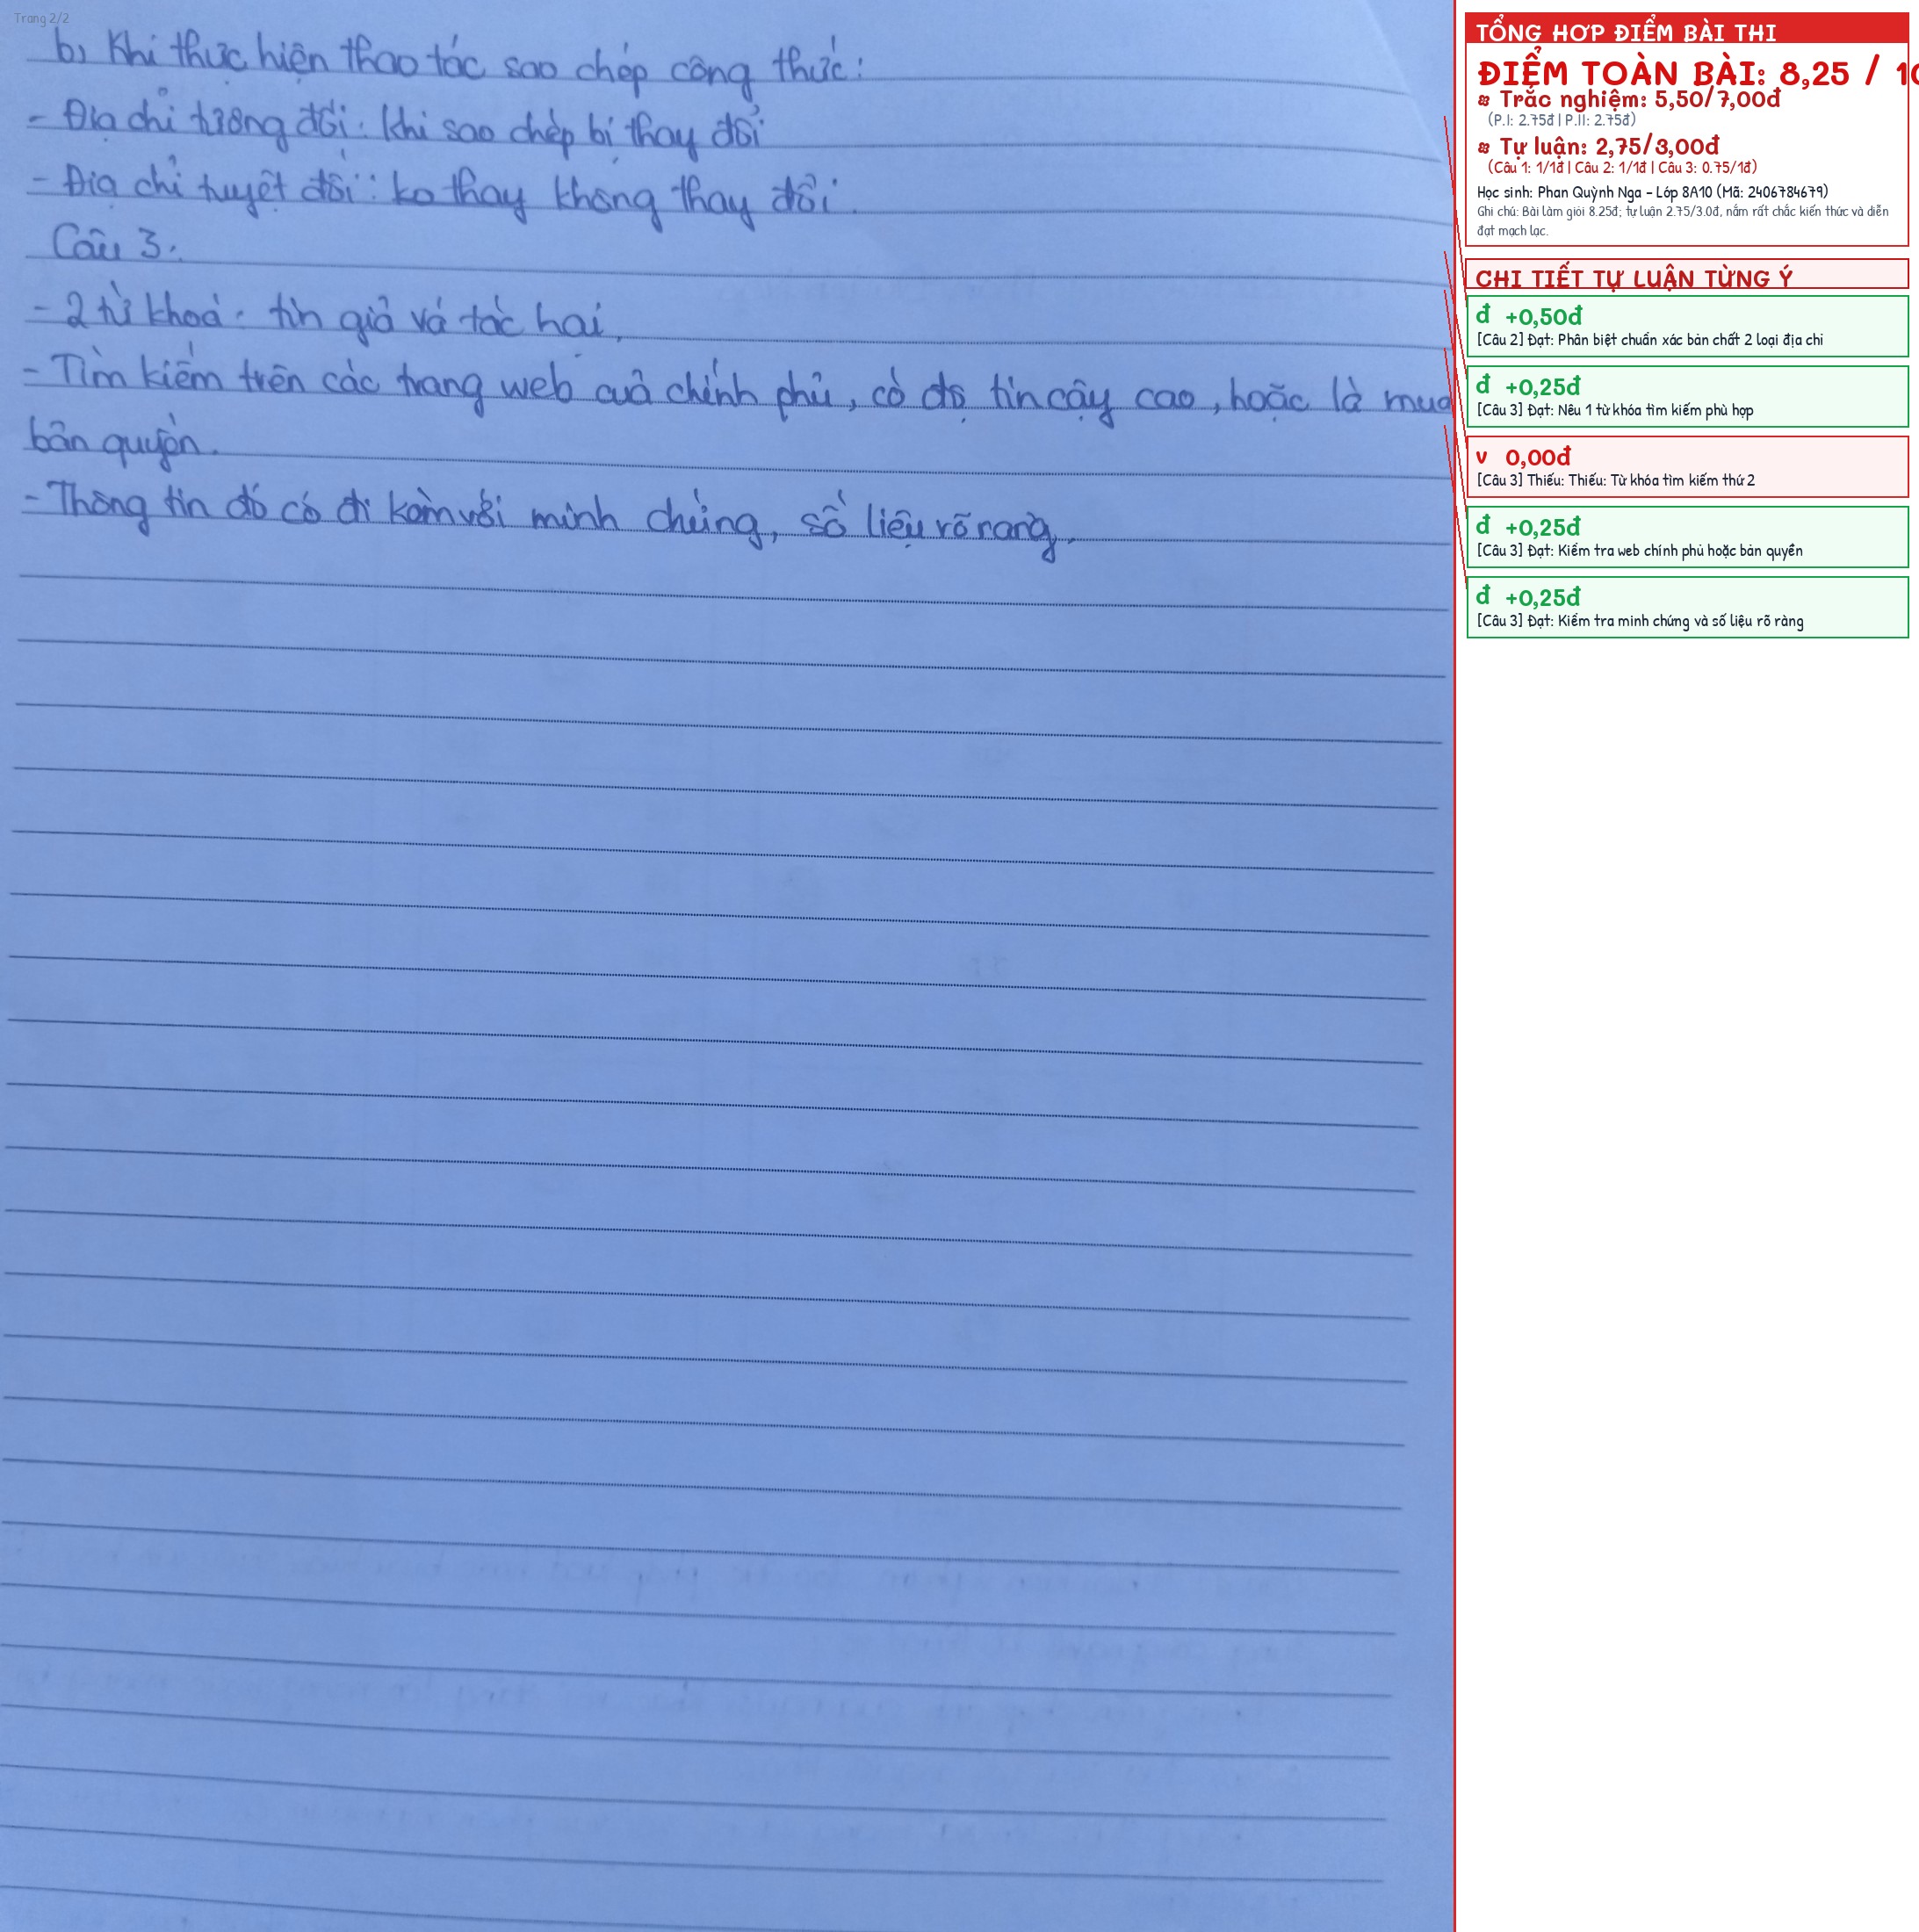 Trang 2/2
b) Khi thực hiện thao tác sao chép công thức:
- Địa chỉ tương đối: Khi sao chép bị thay đổi
- Địa chỉ tuyệt đối: ko thay không thay đổi.
Câu 3:
- 2 từ khoá: tin giả và tác hại.
- Tìm kiếm trên các trang web cuả chính phủ, có độ tin cậy cao, hoặc là mua
bản quyền.
- Thông tin đó có đi kèm với minh chứng, số liệu rõ ràng.
TỔNG HỢP ĐIỂM BÀI THI
ĐIỂM TOÀN BÀI: 8,25 / 10
Trắc nghiệm: 5,50/7,00đ
(P.I: 2.75đ | P.II: 2.75đ)
Tự luận: 2,75/3,00đ
(Câu 1: 1/1đ | Câu 2: 1/1đ | Câu 3: 0.75/1đ)
Học sinh: Phan Quỳnh Nga - Lớp 8A10 (Mã: 2406784679)
Ghi chú: Bài làm giỏi 8.25đ; tự luận 2.75/3.0đ, nắm rất chắc kiến thức và diễn
đạt mạch lạc.
CHI TIẾT TỰ LUẬN TỪNG Ý
đ +0,50đ
[Câu 2] Đạt: Phân biệt chuẩn xác bản chất 2 loại địa chỉ
đ +0,25đ
[Câu 3] Đạt: Nêu 1 từ khóa tìm kiếm phù hợp
v 0,00đ
[Câu 3] Thiếu: Thiếu: Từ khóa tìm kiếm thứ 2
đ +0,25đ
[Câu 3] Đạt: Kiểm tra web chính phủ hoặc bản quyền
đ +0,25đ
[Câu 3] Đạt: Kiểm tra minh chứng và số liệu rõ ràng